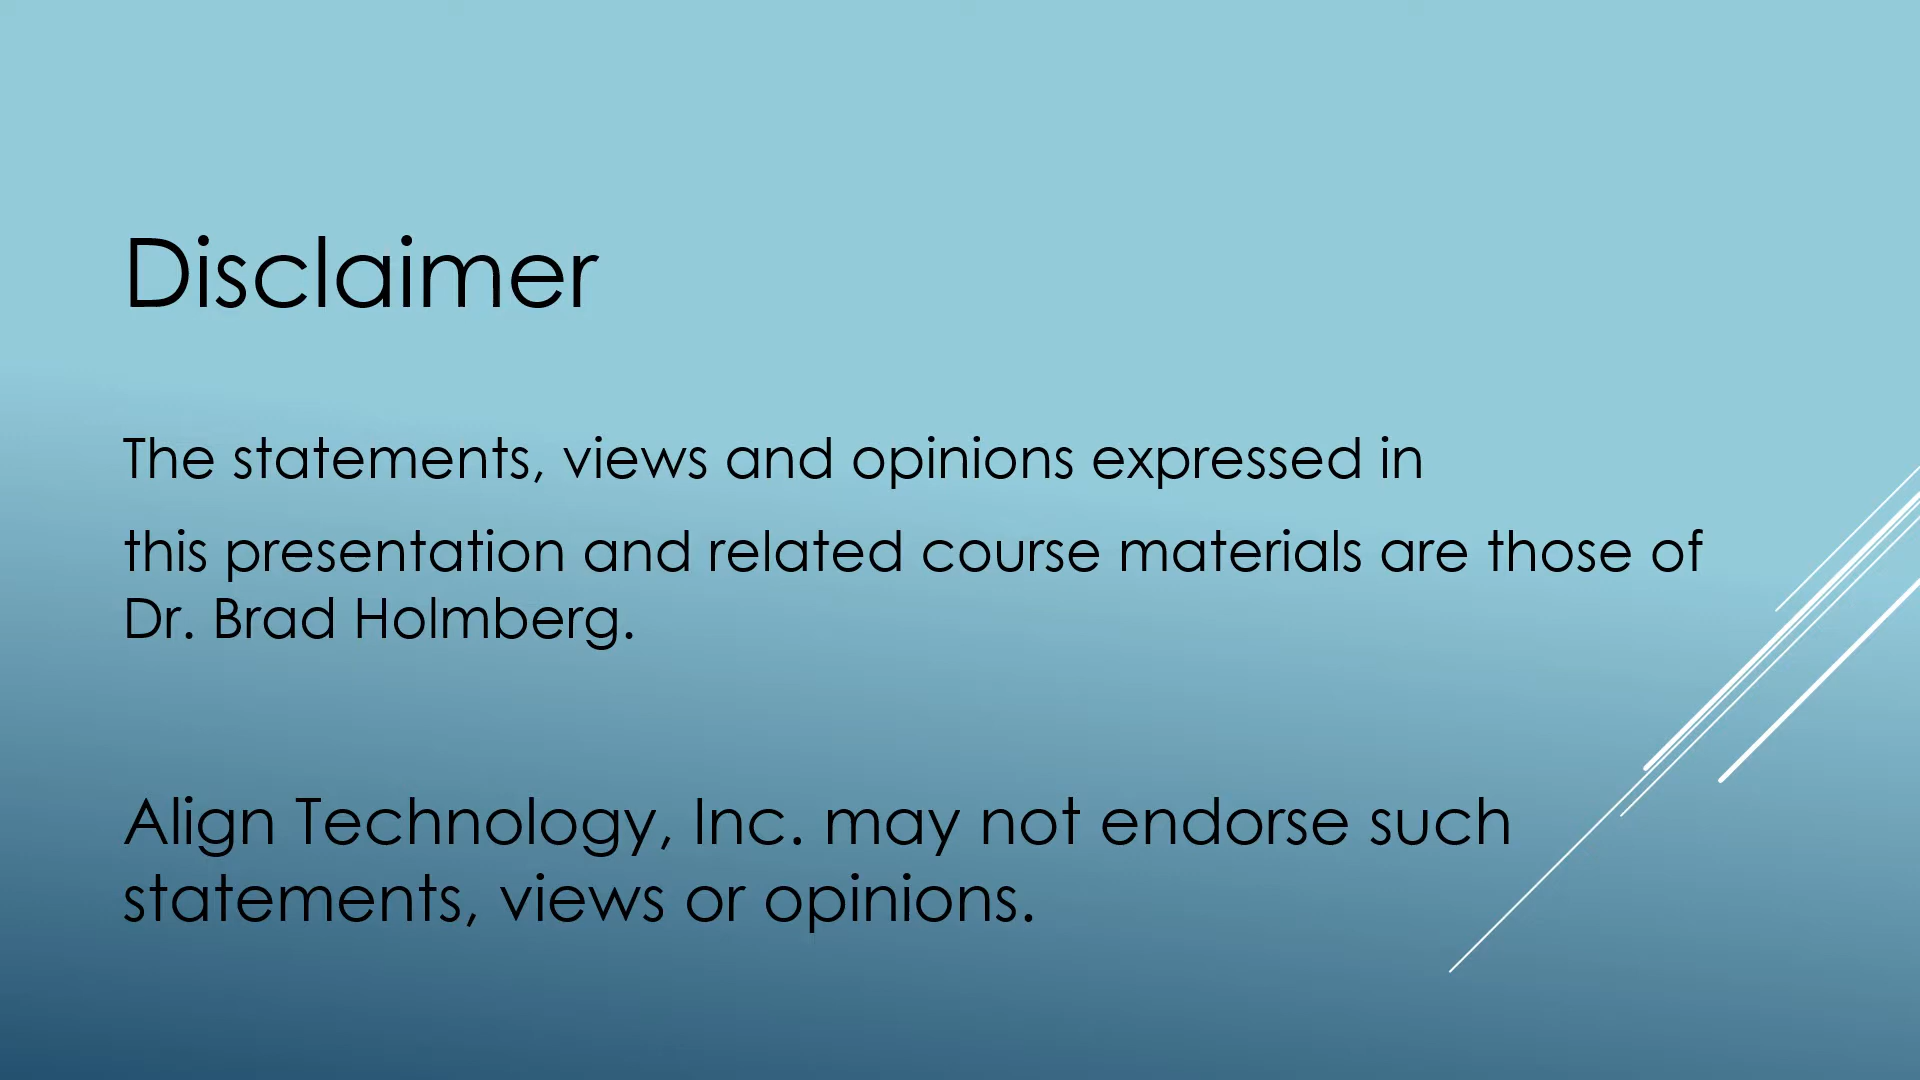 Disclaimer
The statements, views and opinions expressed in
this presentation and related course materials are those of
Dr. Brad Holmberg.
Align Technology, Inc. may not endorse such
statements, views or opinions.